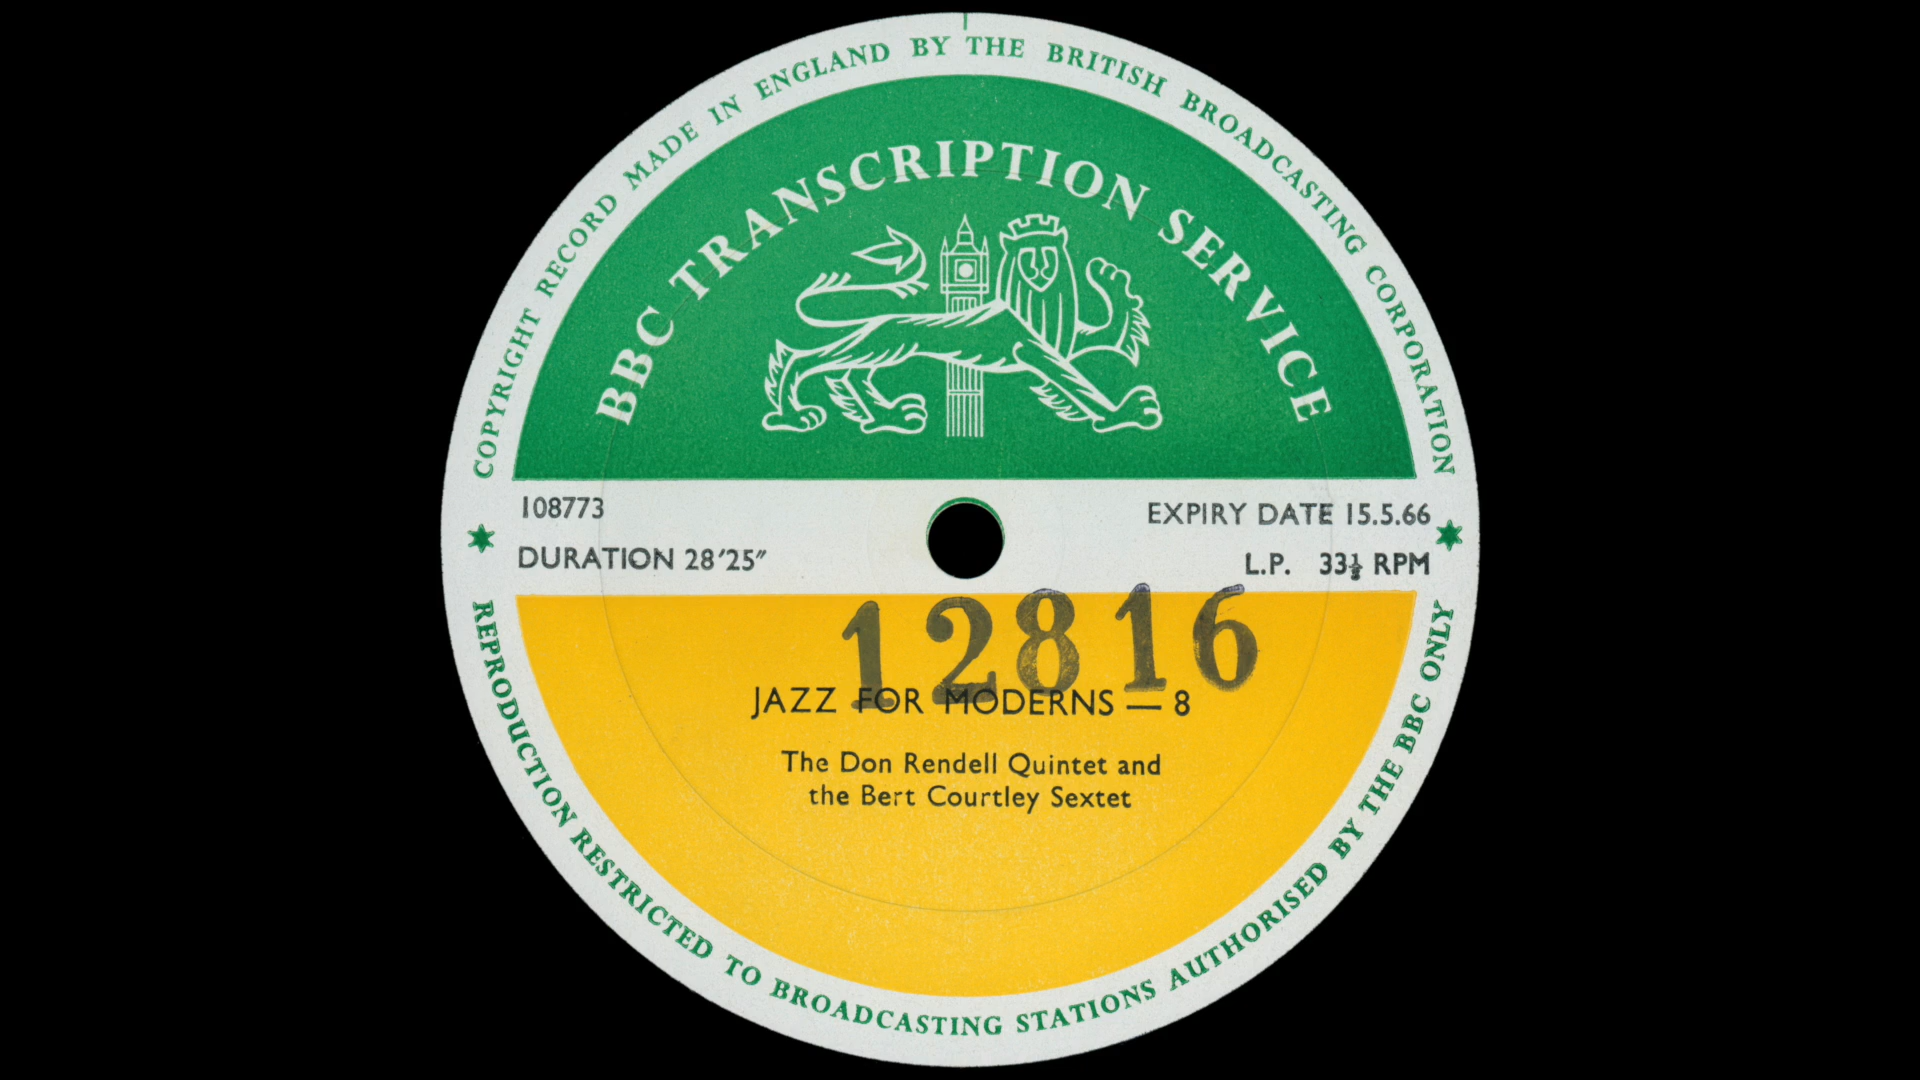 COPYRIGHT RECORD MADE IN ENGLAND BY THE BRITISH BROADCASTING CORPORATION
BBC TRANSCRIPTION SERVICE
108773
EXPIRY DATE 15.5.66
DURATION 28′25″
L.P. 33⅓ RPM
12816
JAZZ FOR MODERNS — 8
The Don Rendell Quintet and
the Bert Courtley Sextet
REPRODUCTION RESTRICTED TO BROADCASTING STATIONS AUTHORISED BY THE BBC ONLY